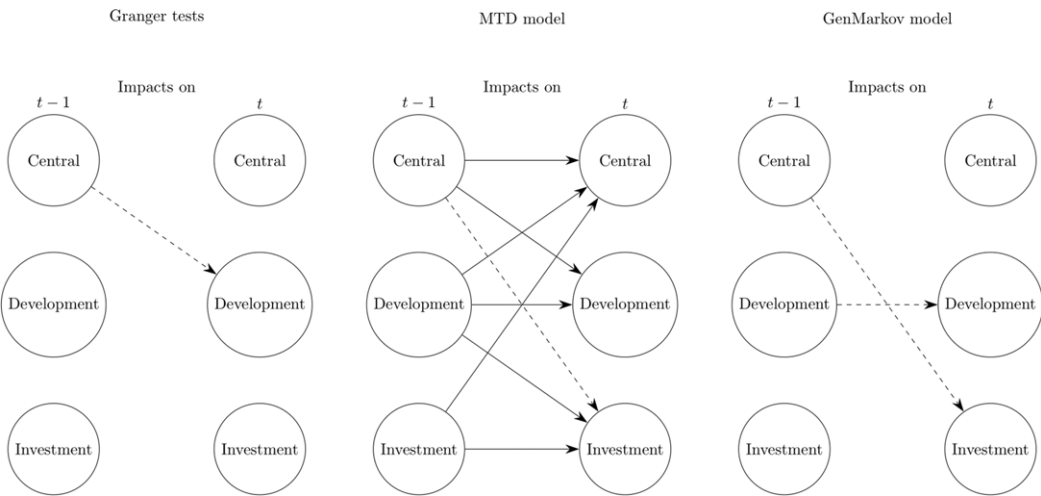 Granger tests
MTD model
GenMarkov model
Impacts on
Impacts on
Impacts on
t − 1
t
t − 1
t
t − 1
t
Central
Central
Central
Central
Central
Central
Development
Development
Development
Development
Development
Development
Investment
Investment
Investment
Investment
Investment
Investment